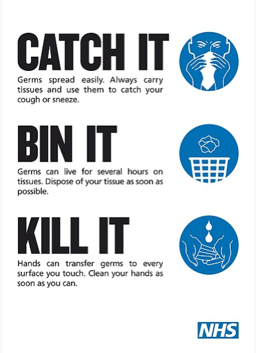 CATCH IT
Germs spread easily. Always carry
tissues and use them to catch your
cough or sneeze.
BIN IT
Germs can live for several hours on
tissues. Dispose of your tissue as soon as
possible.
KILL IT
Hands can transfer germs to every
surface you touch. Clean your hands as
soon as you can.
NHS